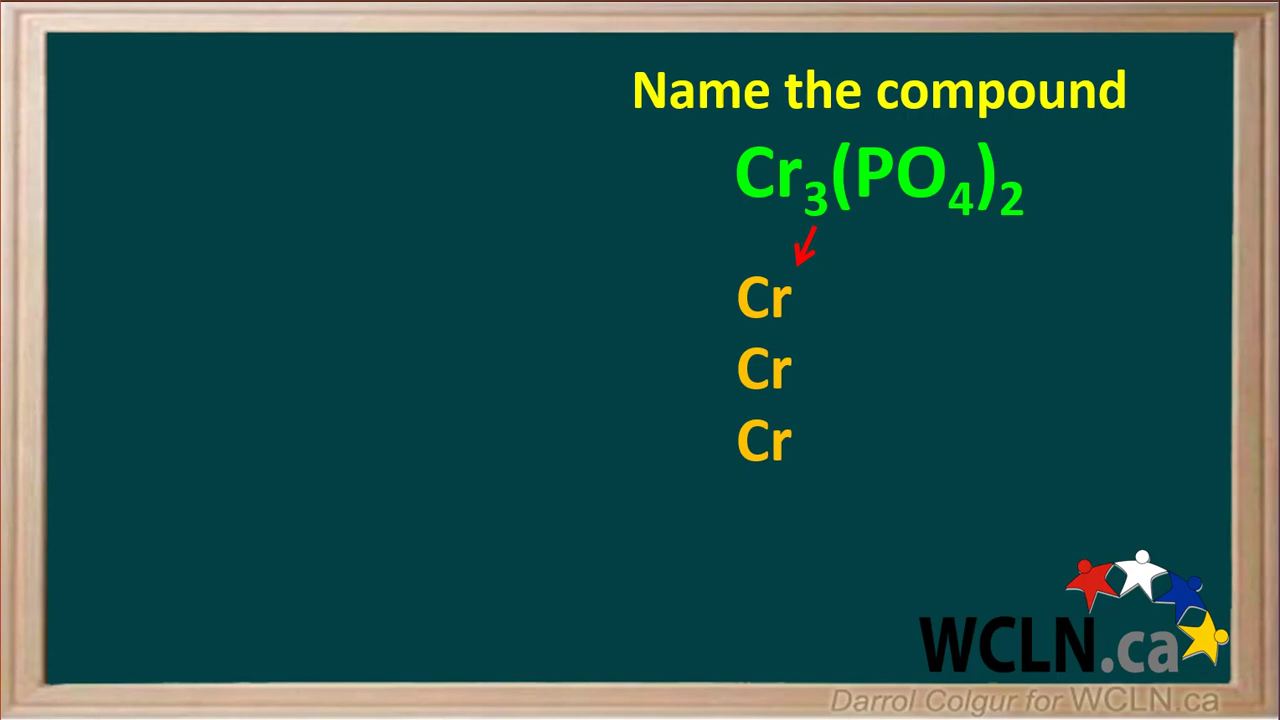 Name the compound
Cr₃(PO₄)₂
Cr
Cr
Cr
WCLN.ca
Darrol Colgur for WCLN.ca